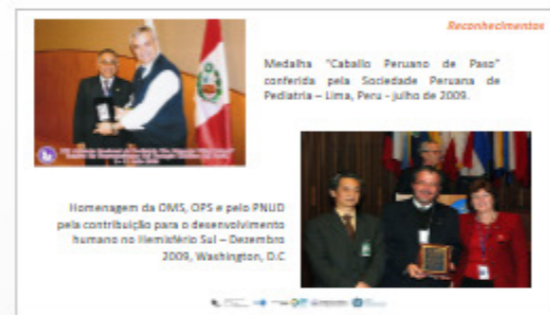 Reconhecimentos
Medalha "Caballo Peruano de Paso"
conferida pela Sociedade Peruana de
Pediatria – Lima, Peru - julho de 2009.
Homenagem da OMS, OPS e pelo PNUD
pela contribuição para o desenvolvimento
humano no Hemisfério Sul – Dezembro
2009, Washington, D.C